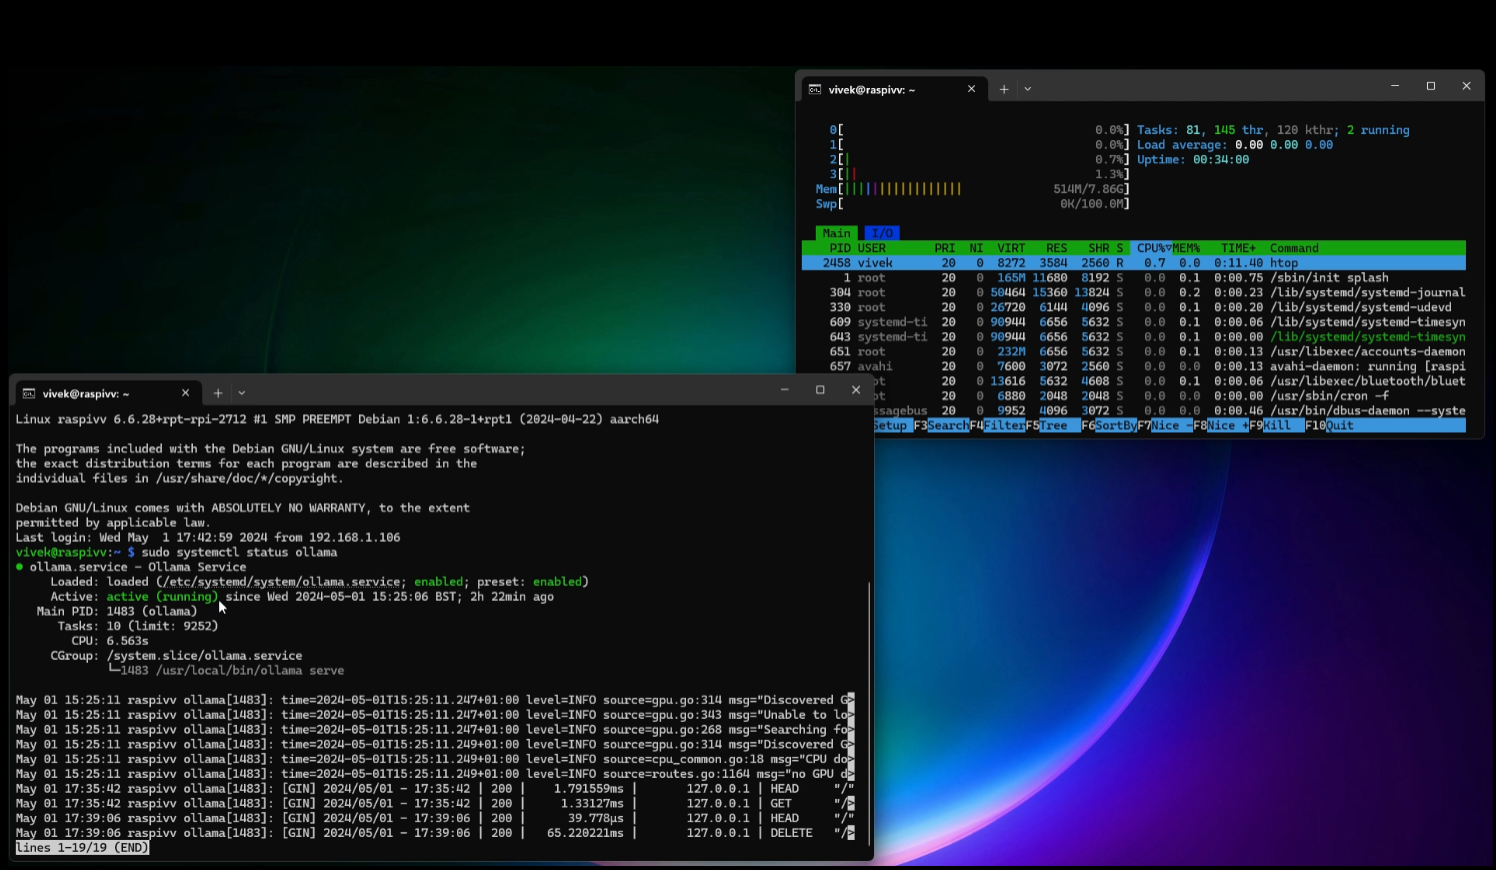 vivek@raspivv: ~
0[ 0.0%] Tasks: 81, 145 thr, 120 kthr; 2 running
1[ 0.0%] Load average: 0.00 0.00 0.00
2[|| 0.7%] Uptime: 00:34:00
3[|| 1.3%]
Mem[||||||||||||||||| 514M/7.86G]
Swp[ 0K/100.0M]
Main I/O
PID USER PRI NI VIRT RES SHR S CPU%▽MEM% TIME+ Command
2458 vivek 20 0 8272 3584 2560 R 0.7 0.0 0:11.40 htop
1 root 20 0 165M 11680 8192 S 0.0 0.1 0:00.75 /sbin/init splash
304 root 20 0 50464 15360 13824 S 0.0 0.2 0:00.23 /lib/systemd/systemd-journal
330 root 20 0 26720 6144 4096 S 0.0 0.1 0:00.20 /lib/systemd/systemd-udevd
609 systemd-ti 20 0 90944 6656 5632 S 0.0 0.1 0:00.06 /lib/systemd/systemd-timesyn
643 systemd-ti 20 0 90944 6656 5632 S 0.0 0.1 0:00.00 /lib/systemd/systemd-timesyn
651 root 20 0 232M 6656 5632 S 0.0 0.1 0:00.13 /usr/libexec/accounts-daemon
657 avahi 20 0 7600 3072 2560 S 0.0 0.0 0:00.13 avahi-daemon: running [raspi
ot 20 0 13616 5632 4608 S 0.0 0.1 0:00.06 /usr/libexec/bluetooth/bluet
ot 20 0 6880 2048 2048 S 0.0 0.0 0:00.00 /usr/sbin/cron -f
ssagebus 20 0 9952 4096 3072 S 0.0 0.0 0:00.46 /usr/bin/dbus-daemon --syste
Setup F3SearchF4FilterF5Tree F6SortByF7Nice -F8Nice +F9Kill F10Quit
vivek@raspivv: ~
Linux raspivv 6.6.28+rpt-rpi-2712 #1 SMP PREEMPT Debian 1:6.6.28-1+rpt1 (2024-04-22) aarch64
The programs included with the Debian GNU/Linux system are free software;
the exact distribution terms for each program are described in the
individual files in /usr/share/doc/*/copyright.
Debian GNU/Linux comes with ABSOLUTELY NO WARRANTY, to the extent
permitted by applicable law.
Last login: Wed May  1 17:42:59 2024 from 192.168.1.106
vivek@raspivv:~ $ sudo systemctl status ollama
● ollama.service - Ollama Service
Loaded: loaded (/etc/systemd/system/ollama.service; enabled; preset: enabled)
Active: active (running) since Wed 2024-05-01 15:25:06 BST; 2h 22min ago
Main PID: 1483 (ollama)
Tasks: 10 (limit: 9252)
CPU: 6.563s
CGroup: /system.slice/ollama.service
└─1483 /usr/local/bin/ollama serve
May 01 15:25:11 raspivv ollama[1483]: time=2024-05-01T15:25:11.247+01:00 level=INFO source=gpu.go:314 msg="Discovered G>
May 01 15:25:11 raspivv ollama[1483]: time=2024-05-01T15:25:11.247+01:00 level=INFO source=gpu.go:343 msg="Unable to lo>
May 01 15:25:11 raspivv ollama[1483]: time=2024-05-01T15:25:11.247+01:00 level=INFO source=gpu.go:268 msg="Searching fo>
May 01 15:25:11 raspivv ollama[1483]: time=2024-05-01T15:25:11.249+01:00 level=INFO source=gpu.go:314 msg="Discovered G>
May 01 15:25:11 raspivv ollama[1483]: time=2024-05-01T15:25:11.249+01:00 level=INFO source=cpu_common.go:18 msg="CPU do>
May 01 15:25:11 raspivv ollama[1483]: time=2024-05-01T15:25:11.249+01:00 level=INFO source=routes.go:1164 msg="no GPU d>
May 01 17:35:42 raspivv ollama[1483]: [GIN] 2024/05/01 - 17:35:42 | 200 | 1.791559ms | 127.0.0.1 | HEAD "/"
May 01 17:35:42 raspivv ollama[1483]: [GIN] 2024/05/01 - 17:35:42 | 200 | 1.33127ms | 127.0.0.1 | GET "/>
May 01 17:39:06 raspivv ollama[1483]: [GIN] 2024/05/01 - 17:39:06 | 200 | 39.778µs | 127.0.0.1 | HEAD "/"
May 01 17:39:06 raspivv ollama[1483]: [GIN] 2024/05/01 - 17:39:06 | 200 | 65.220221ms | 127.0.0.1 | DELETE "/>
lines 1-19/19 (END)